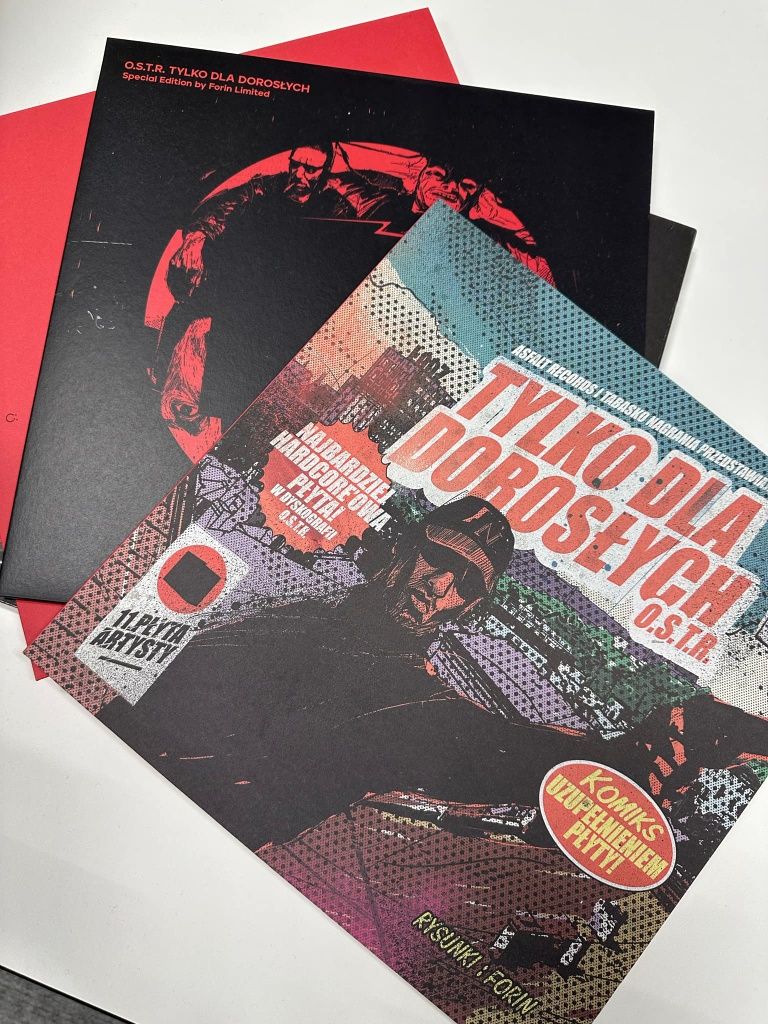 O.S.T.R. TYLKO DLA DOROSŁYCH
Special Edition by Forin Limited
ASFALT RECORDS I TABASKO NAGRANIA PRZEDSTAWIA
TYLKO DLA
DOROSŁYCH
O.S.T.R.
NAJBARDZIEJ
HARDCORE'OWA
PŁYTA!
W DYSKOGRAFII
O.S.T.R.
11. PŁYTA
ARTYSTY
KOMIKS
UZUPEŁNIENIEM
PŁYTY!
RYSUNKI: FORIN